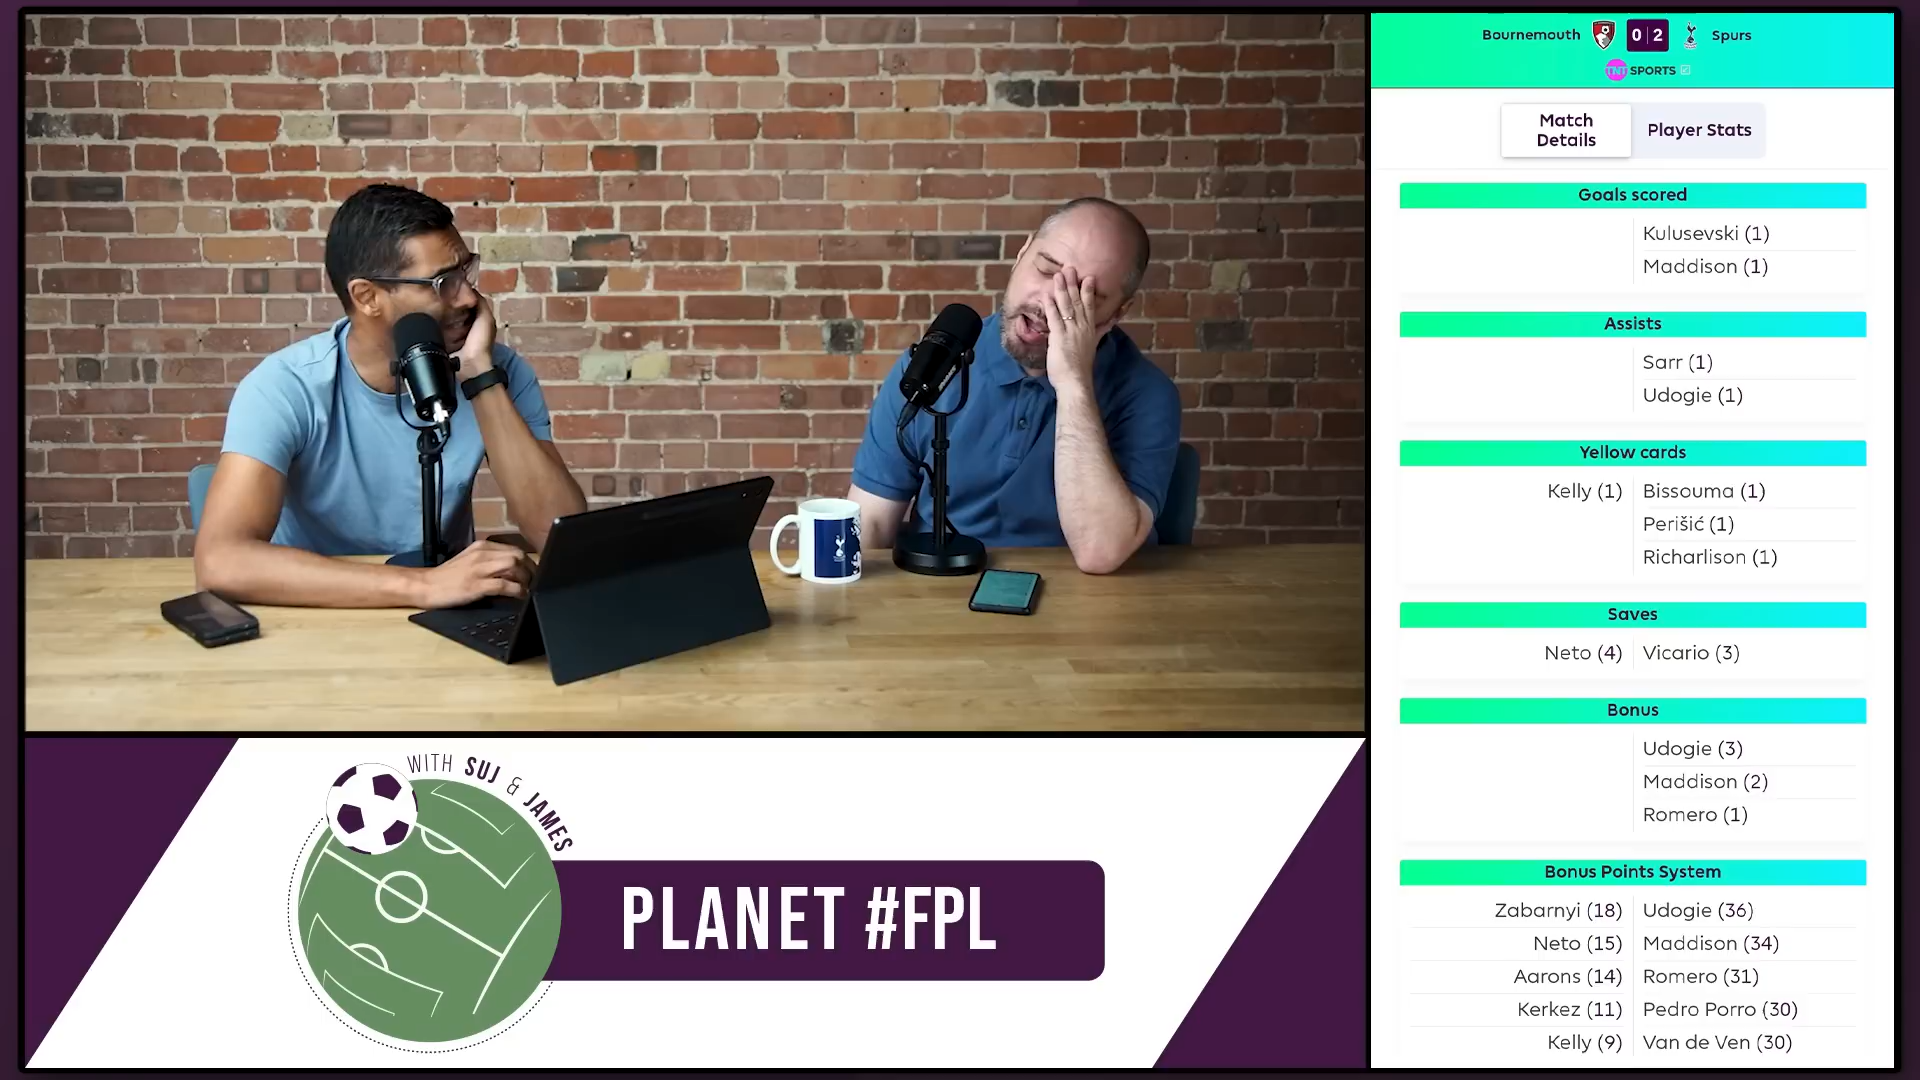 Bournemouth 0 2 Spurs
TNT SPORTS
Match Details
Player Stats
Goals scored
Kulusevski (1)
Maddison (1)
Assists
Sarr (1)
Udogie (1)
Yellow cards
Kelly (1) Bissouma (1)
Perišić (1)
Richarlison (1)
Saves
Neto (4) Vicario (3)
Bonus
Udogie (3)
Maddison (2)
Romero (1)
Bonus Points System
Zabarnyi (18) Udogie (36)
Neto (15) Maddison (34)
Aarons (14) Romero (31)
Kerkez (11) Pedro Porro (30)
Kelly (9) Van de Ven (30)
WITH SUJ & JAMES
PLANET #FPL